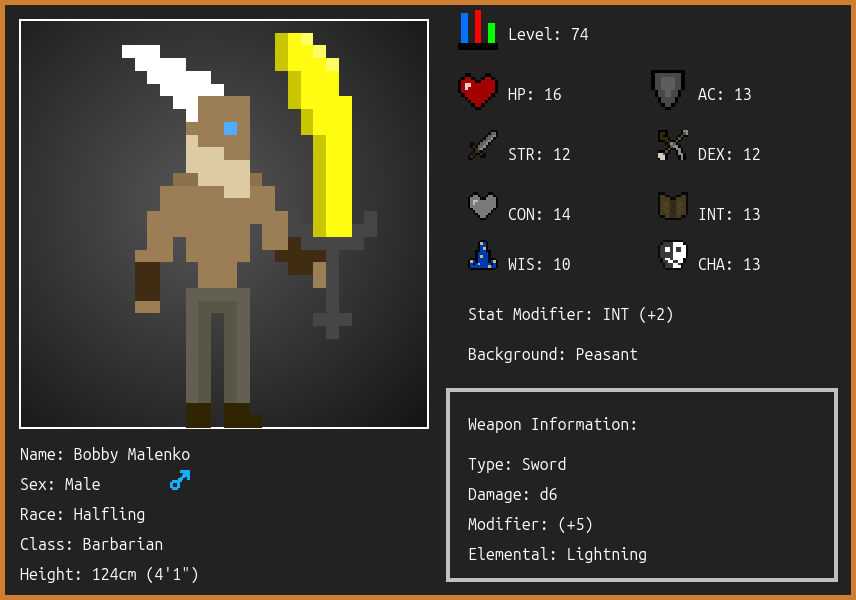 Level: 74
HP: 16
AC: 13
STR: 12
DEX: 12
CON: 14
INT: 13
WIS: 10
CHA: 13
Stat Modifier: INT (+2)
Background: Peasant
Weapon Information:
Type: Sword
Damage: d6
Modifier: (+5)
Elemental: Lightning
Name: Bobby Malenko
Sex: Male
Race: Halfling
Class: Barbarian
Height: 124cm (4'1")